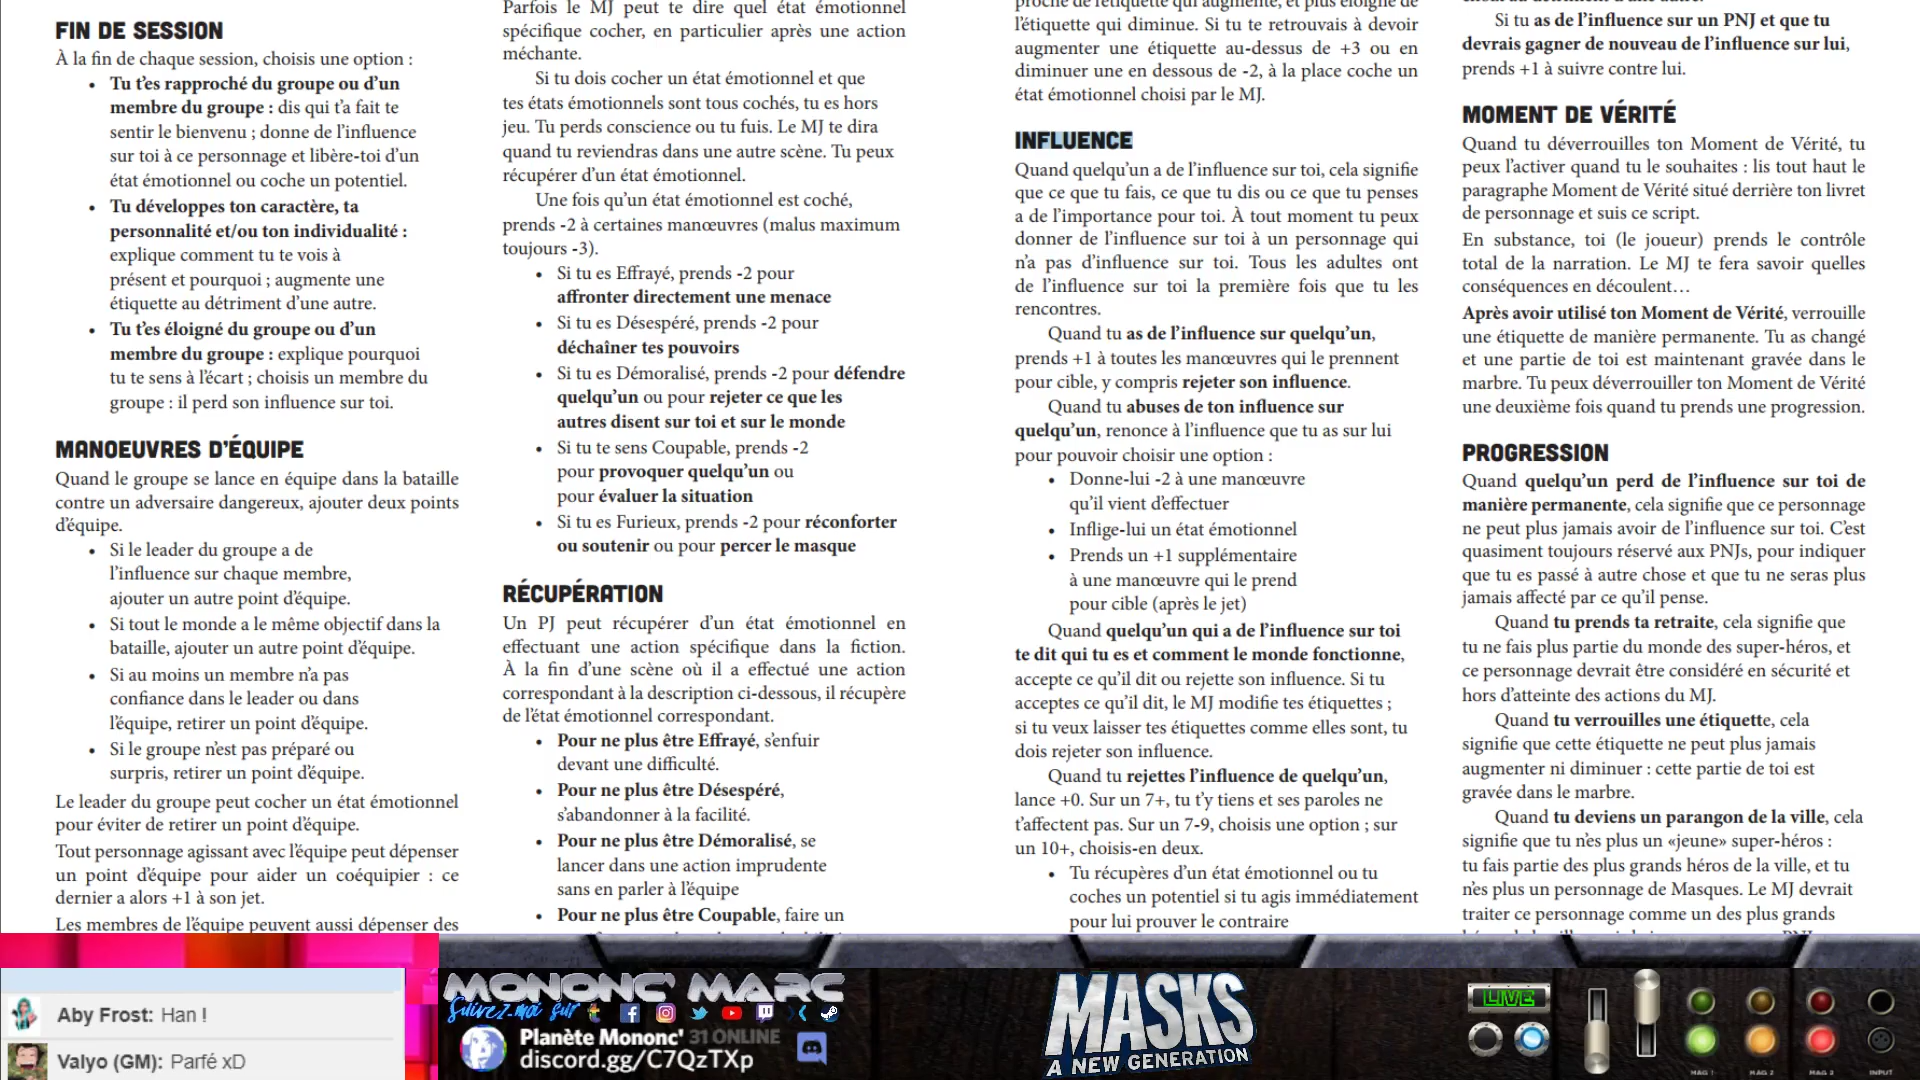 FIN DE SESSION
À la fin de chaque session, choisis une option :
• Tu t'es rapproché du groupe ou d'un
membre du groupe : dis qui t'a fait te
sentir le bienvenu ; donne de l'influence
sur toi à ce personnage et libère-toi d'un
état émotionnel ou coche un potentiel.
• Tu développes ton caractère, ta
personnalité et/ou ton individualité :
explique comment tu te vois à
présent et pourquoi ; augmente une
étiquette au détriment d'une autre.
• Tu t'es éloigné du groupe ou d'un
membre du groupe : explique pourquoi
tu te sens à l'écart ; choisis un membre du
groupe : il perd son influence sur toi.
MANOEUVRES D'ÉQUIPE
Quand le groupe se lance en équipe dans la bataille
contre un adversaire dangereux, ajouter deux points
d'équipe.
• Si le leader du groupe a de
l'influence sur chaque membre,
ajouter un autre point d'équipe.
• Si tout le monde a le même objectif dans la
bataille, ajouter un autre point d'équipe.
• Si au moins un membre n'a pas
confiance dans le leader ou dans
l'équipe, retirer un point d'équipe.
• Si le groupe n'est pas préparé ou
surpris, retirer un point d'équipe.
Le leader du groupe peut cocher un état émotionnel
pour éviter de retirer un point d'équipe.
Tout personnage agissant avec l'équipe peut dépenser
un point d'équipe pour aider un coéquipier : ce
dernier a alors +1 à son jet.
Les membres de l'équipe peuvent aussi dépenser des
Parfois le MJ peut te dire quel état émotionnel
spécifique cocher, en particulier après une action
méchante.
Si tu dois cocher un état émotionnel et que
tes états émotionnels sont tous cochés, tu es hors
jeu. Tu perds conscience ou tu fuis. Le MJ te dira
quand tu reviendras dans une autre scène. Tu peux
récupérer d'un état émotionnel.
Une fois qu'un état émotionnel est coché,
prends -2 à certaines manœuvres (malus maximum
toujours -3).
• Si tu es Effrayé, prends -2 pour
affronter directement une menace
• Si tu es Désespéré, prends -2 pour
déchaîner tes pouvoirs
• Si tu es Démoralisé, prends -2 pour défendre
quelqu'un ou pour rejeter ce que les
autres disent sur toi et sur le monde
• Si tu te sens Coupable, prends -2
pour provoquer quelqu'un ou
pour évaluer la situation
• Si tu es Furieux, prends -2 pour réconforter
ou soutenir ou pour percer le masque
RÉCUPÉRATION
Un PJ peut récupérer d'un état émotionnel en
effectuant une action spécifique dans la fiction.
À la fin d'une scène où il a effectué une action
correspondant à la description ci-dessous, il récupère
de l'état émotionnel correspondant.
• Pour ne plus être Effrayé, s'enfuir
devant une difficulté.
• Pour ne plus être Désespéré,
s'abandonner à la facilité.
• Pour ne plus être Démoralisé, se
lancer dans une action imprudente
sans en parler à l'équipe
• Pour ne plus être Coupable, faire un
proche de l'étiquette qui augmente, et plus éloigné de
l'étiquette qui diminue. Si tu te retrouvais à devoir
augmenter une étiquette au-dessus de +3 ou en
diminuer une en dessous de -2, à la place coche un
état émotionnel choisi par le MJ.
INFLUENCE
Quand quelqu'un a de l'influence sur toi, cela signifie
que ce que tu fais, ce que tu dis ou ce que tu penses
a de l'importance pour toi. À tout moment tu peux
donner de l'influence sur toi à un personnage qui
n'a pas d'influence sur toi. Tous les adultes ont
de l'influence sur toi la première fois que tu les
rencontres.
Quand tu as de l'influence sur quelqu'un,
prends +1 à toutes les manœuvres qui le prennent
pour cible, y compris rejeter son influence.
Quand tu abuses de ton influence sur
quelqu'un, renonce à l'influence que tu as sur lui
pour pouvoir choisir une option :
• Donne-lui -2 à une manœuvre
qu'il vient d'effectuer
• Inflige-lui un état émotionnel
• Prends un +1 supplémentaire
à une manœuvre qui le prend
pour cible (après le jet)
Quand quelqu'un qui a de l'influence sur toi
te dit qui tu es et comment le monde fonctionne,
accepte ce qu'il dit ou rejette son influence. Si tu
acceptes ce qu'il dit, le MJ modifie tes étiquettes ;
si tu veux laisser tes étiquettes comme elles sont, tu
dois rejeter son influence.
Quand tu rejettes l'influence de quelqu'un,
lance +0. Sur un 7+, tu t'y tiens et ses paroles ne
t'affectent pas. Sur un 7-9, choisis une option ; sur
un 10+, choisis-en deux.
• Tu récupères d'un état émotionnel ou tu
coches un potentiel si tu agis immédiatement
pour lui prouver le contraire
Si tu as de l'influence sur un PNJ et que tu
devrais gagner de nouveau de l'influence sur lui,
prends +1 à suivre contre lui.
MOMENT DE VÉRITÉ
Quand tu déverrouilles ton Moment de Vérité, tu
peux l'activer quand tu le souhaites : lis tout haut le
paragraphe Moment de Vérité situé derrière ton livret
de personnage et suis ce script.
En substance, toi (le joueur) prends le contrôle
total de la narration. Le MJ te fera savoir quelles
conséquences en découlent…
Après avoir utilisé ton Moment de Vérité, verrouille
une étiquette de manière permanente. Tu as changé
et une partie de toi est maintenant gravée dans le
marbre. Tu peux déverrouiller ton Moment de Vérité
une deuxième fois quand tu prends une progression.
PROGRESSION
Quand quelqu'un perd de l'influence sur toi de
manière permanente, cela signifie que ce personnage
ne peut plus jamais avoir de l'influence sur toi. C'est
quasiment toujours réservé aux PNJs, pour indiquer
que tu es passé à autre chose et que tu ne seras plus
jamais affecté par ce qu'il pense.
Quand tu prends ta retraite, cela signifie que
tu ne fais plus partie du monde des super-héros, et
ce personnage devrait être considéré en sécurité et
hors d'atteinte des actions du MJ.
Quand tu verrouilles une étiquette, cela
signifie que cette étiquette ne peut plus jamais
augmenter ni diminuer : cette partie de toi est
gravée dans le marbre.
Quand tu deviens un parangon de la ville, cela
signifie que tu n'es plus un «jeune» super-héros :
tu fais partie des plus grands héros de la ville, et tu
n'es plus un personnage de Masques. Le MJ devrait
traiter ce personnage comme un des plus grands
Aby Frost: Han !
Valyo (GM): Parfé xD
MONONC' MARC
Suivez-moi sur
Planète Mononc' 31 ONLINE
discord.gg/C7QzTXp
MASKS
A NEW GENERATION
LIVE
MAG 1 MAG 2 MAG 3 INPUT